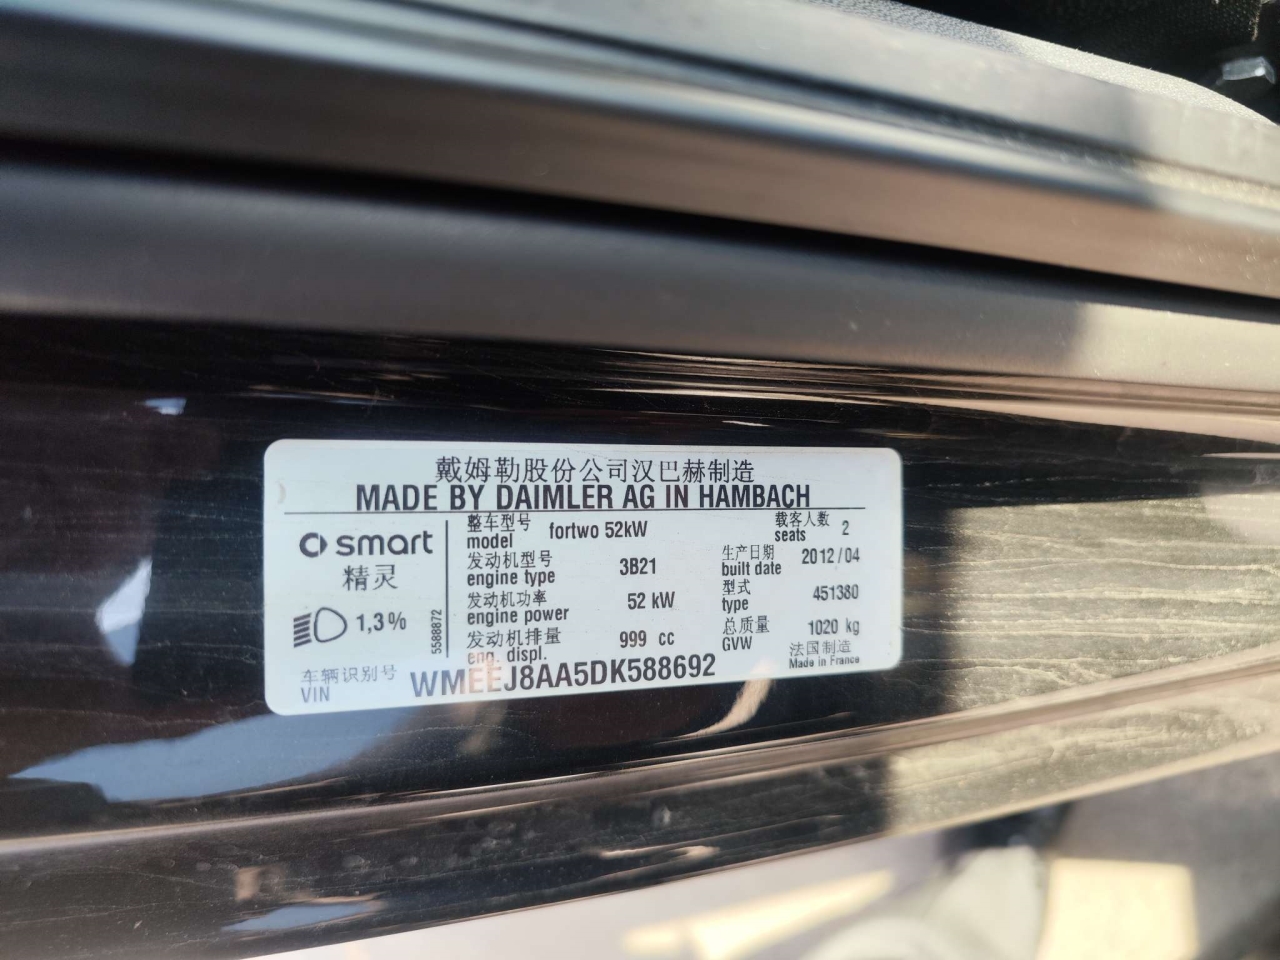 戴姆勒股份公司汉巴赫制造
MADE BY DAIMLER AG IN HAMBACH
smart
精灵
1,3%
5588872
整车型号 fortwo 52kW 载客人数 2
model seats
发动机型号 3B21 生产日期 2012/04
engine type built date
发动机功率 52 kW 型式 451380
engine power type
发动机排量 999 cc 总质量 1020 kg
eng. displ. GVW
法国制造
Made in France
车辆识别号 WMEEJ8AA5DK588692
VIN